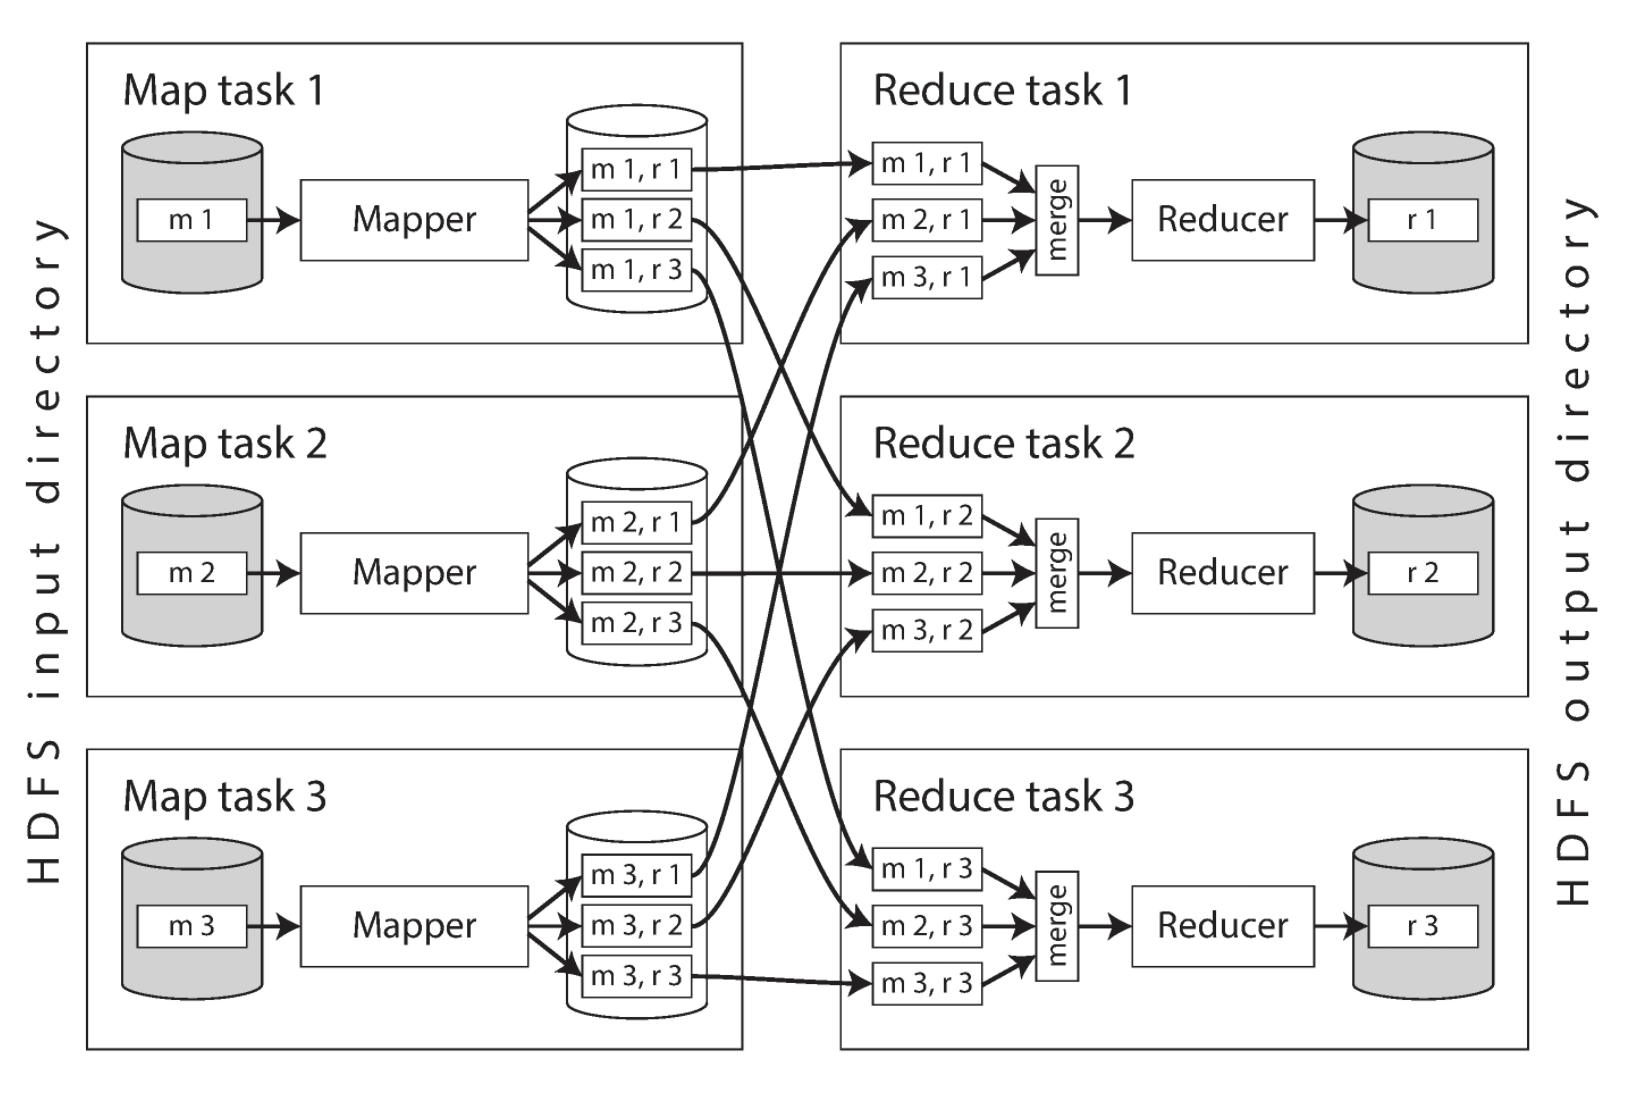 HDFS input directory
Map task 1
m 1
Mapper
m 1, r 1
m 1, r 2
m 1, r 3
Map task 2
m 2
Mapper
m 2, r 1
m 2, r 2
m 2, r 3
Map task 3
m 3
Mapper
m 3, r 1
m 3, r 2
m 3, r 3
Reduce task 1
m 1, r 1
m 2, r 1
m 3, r 1
merge
Reducer
r 1
Reduce task 2
m 1, r 2
m 2, r 2
m 3, r 2
merge
Reducer
r 2
Reduce task 3
m 1, r 3
m 2, r 3
m 3, r 3
merge
Reducer
r 3
HDFS output directory